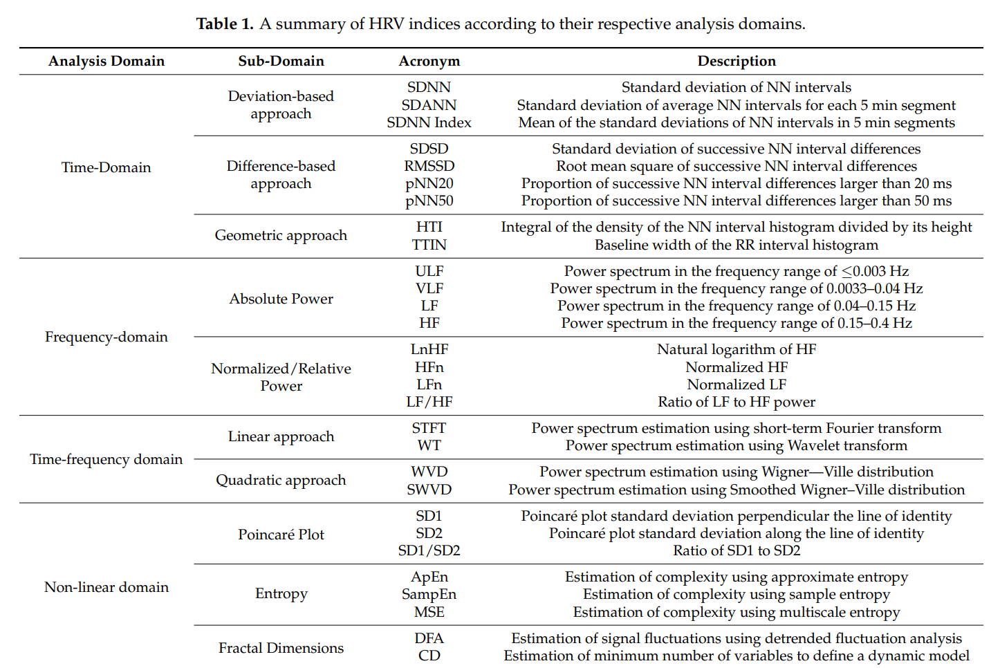 Table 1. A summary of HRV indices according to their respective analysis domains.
Analysis Domain Sub-Domain Acronym Description
Time-Domain
Deviation-based
approach
SDNN Standard deviation of NN intervals
SDANN Standard deviation of average NN intervals for each 5 min segment
SDNN Index Mean of the standard deviations of NN intervals in 5 min segments
Difference-based
approach
SDSD Standard deviation of successive NN interval differences
RMSSD Root mean square of successive NN interval differences
pNN20 Proportion of successive NN interval differences larger than 20 ms
pNN50 Proportion of successive NN interval differences larger than 50 ms
Geometric approach
HTI Integral of the density of the NN interval histogram divided by its height
TTIN Baseline width of the RR interval histogram
Frequency-domain
Absolute Power
ULF Power spectrum in the frequency range of ≤0.003 Hz
VLF Power spectrum in the frequency range of 0.0033–0.04 Hz
LF Power spectrum in the frequency range of 0.04–0.15 Hz
HF Power spectrum in the frequency range of 0.15–0.4 Hz
Normalized/Relative
Power
LnHF Natural logarithm of HF
HFn Normalized HF
LFn Normalized LF
LF/HF Ratio of LF to HF power
Time-frequency domain
Linear approach
STFT Power spectrum estimation using short-term Fourier transform
WT Power spectrum estimation using Wavelet transform
Quadratic approach
WVD Power spectrum estimation using Wigner—Ville distribution
SWVD Power spectrum estimation using Smoothed Wigner–Ville distribution
Non-linear domain
Poincaré Plot
SD1 Poincaré plot standard deviation perpendicular the line of identity
SD2 Poincaré plot standard deviation along the line of identity
SD1/SD2 Ratio of SD1 to SD2
Entropy
ApEn Estimation of complexity using approximate entropy
SampEn Estimation of complexity using sample entropy
MSE Estimation of complexity using multiscale entropy
Fractal Dimensions
DFA Estimation of signal fluctuations using detrended fluctuation analysis
CD Estimation of minimum number of variables to define a dynamic model